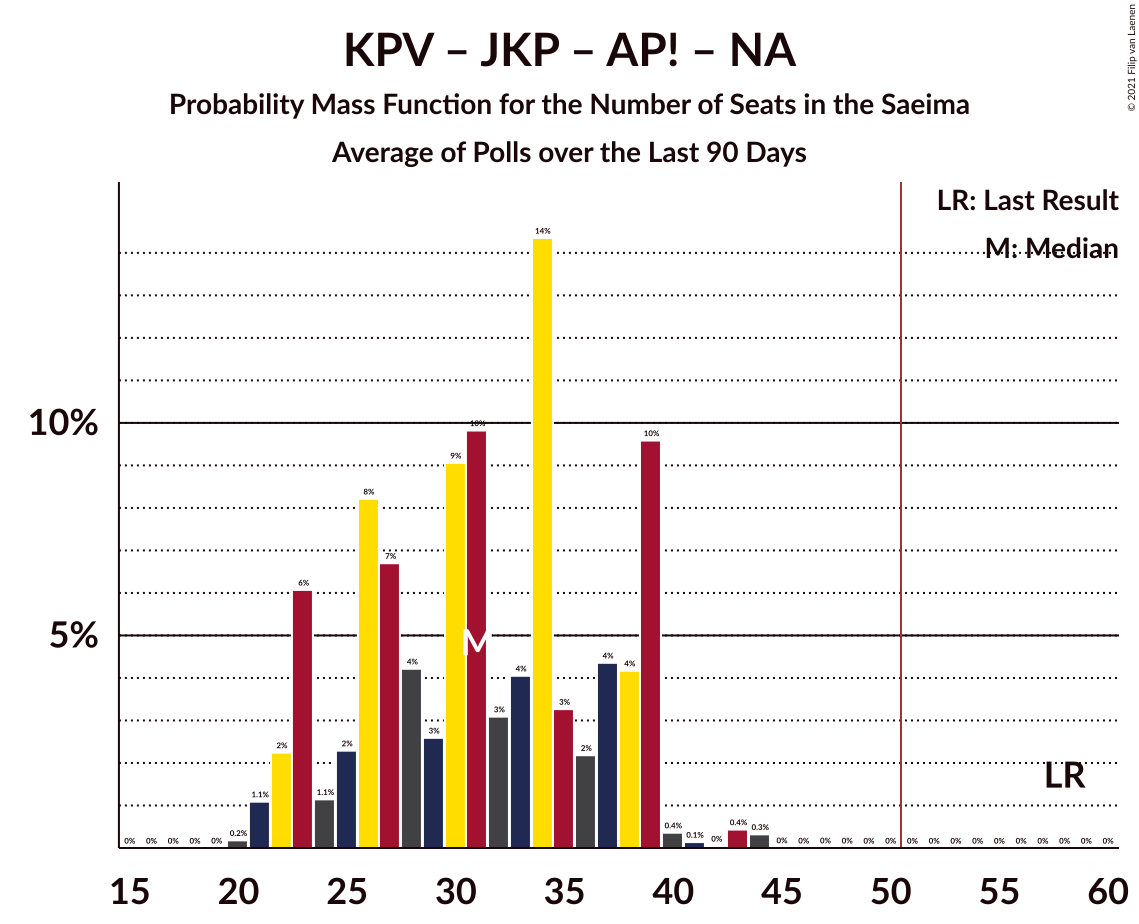 KPV – JKP – AP! – NA
Probability Mass Function for the Number of Seats in the Saeima
Average of Polls over the Last 90 Days
© 2021 Filip van Laenen
LR: Last Result
M: Median
10%
5%
0% 0% 0% 0% 0% 0.2% 1.1% 2% 6% 1.1% 2% 8% 7% 4% 3% 9% 10% 3% 4% 14% 3% 2% 4% 4% 10% 0.4% 0.1% 0% 0.4% 0.3% 0% 0% 0% 0% 0% 0% 0% 0% 0% 0% 0% 0% 0% 0% 0% 0%
M
LR
15 20 25 30 35 40 45 50 55 60